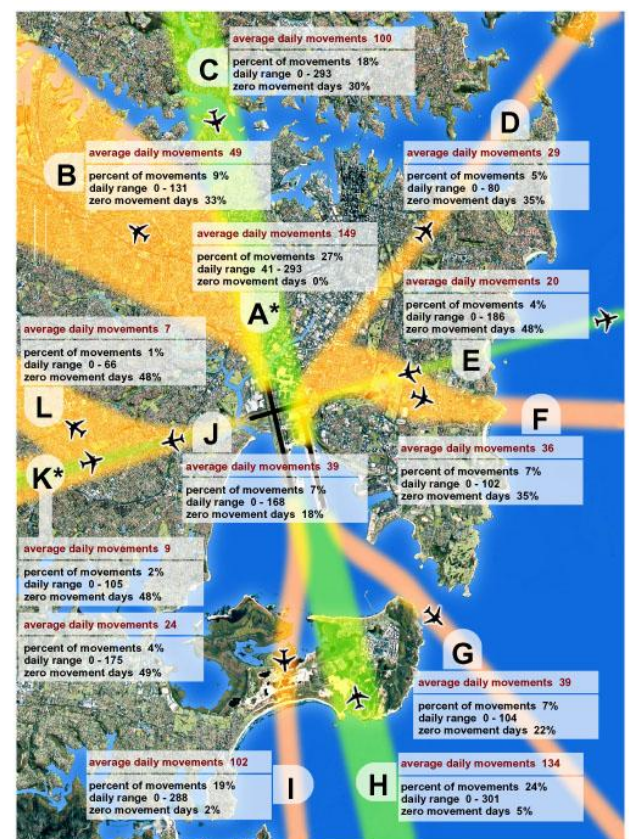 average daily movements 100
percent of movements 18%
daily range 0 - 293
zero movement days 30%
C
D
average daily movements 49
percent of movements 9%
daily range 0 - 131
zero movement days 33%
B
average daily movements 29
percent of movements 5%
daily range 0 - 80
zero movement days 35%
average daily movements 149
percent of movements 27%
daily range 41 - 293
zero movement days 0%
A*
average daily movements 20
percent of movements 4%
daily range 0 - 186
zero movement days 48%
E
average daily movements 7
percent of movements 1%
daily range 0 - 66
zero movement days 48%
L
J
F
K*
average daily movements 39
percent of movements 7%
daily range 0 - 168
zero movement days 18%
average daily movements 36
percent of movements 7%
daily range 0 - 102
zero movement days 35%
average daily movements 9
percent of movements 2%
daily range 0 - 105
zero movement days 48%
average daily movements 24
percent of movements 4%
daily range 0 - 175
zero movement days 49%
G
average daily movements 39
percent of movements 7%
daily range 0 - 104
zero movement days 22%
average daily movements 102
percent of movements 19%
daily range 0 - 288
zero movement days 2%
I
H
average daily movements 134
percent of movements 24%
daily range 0 - 301
zero movement days 5%